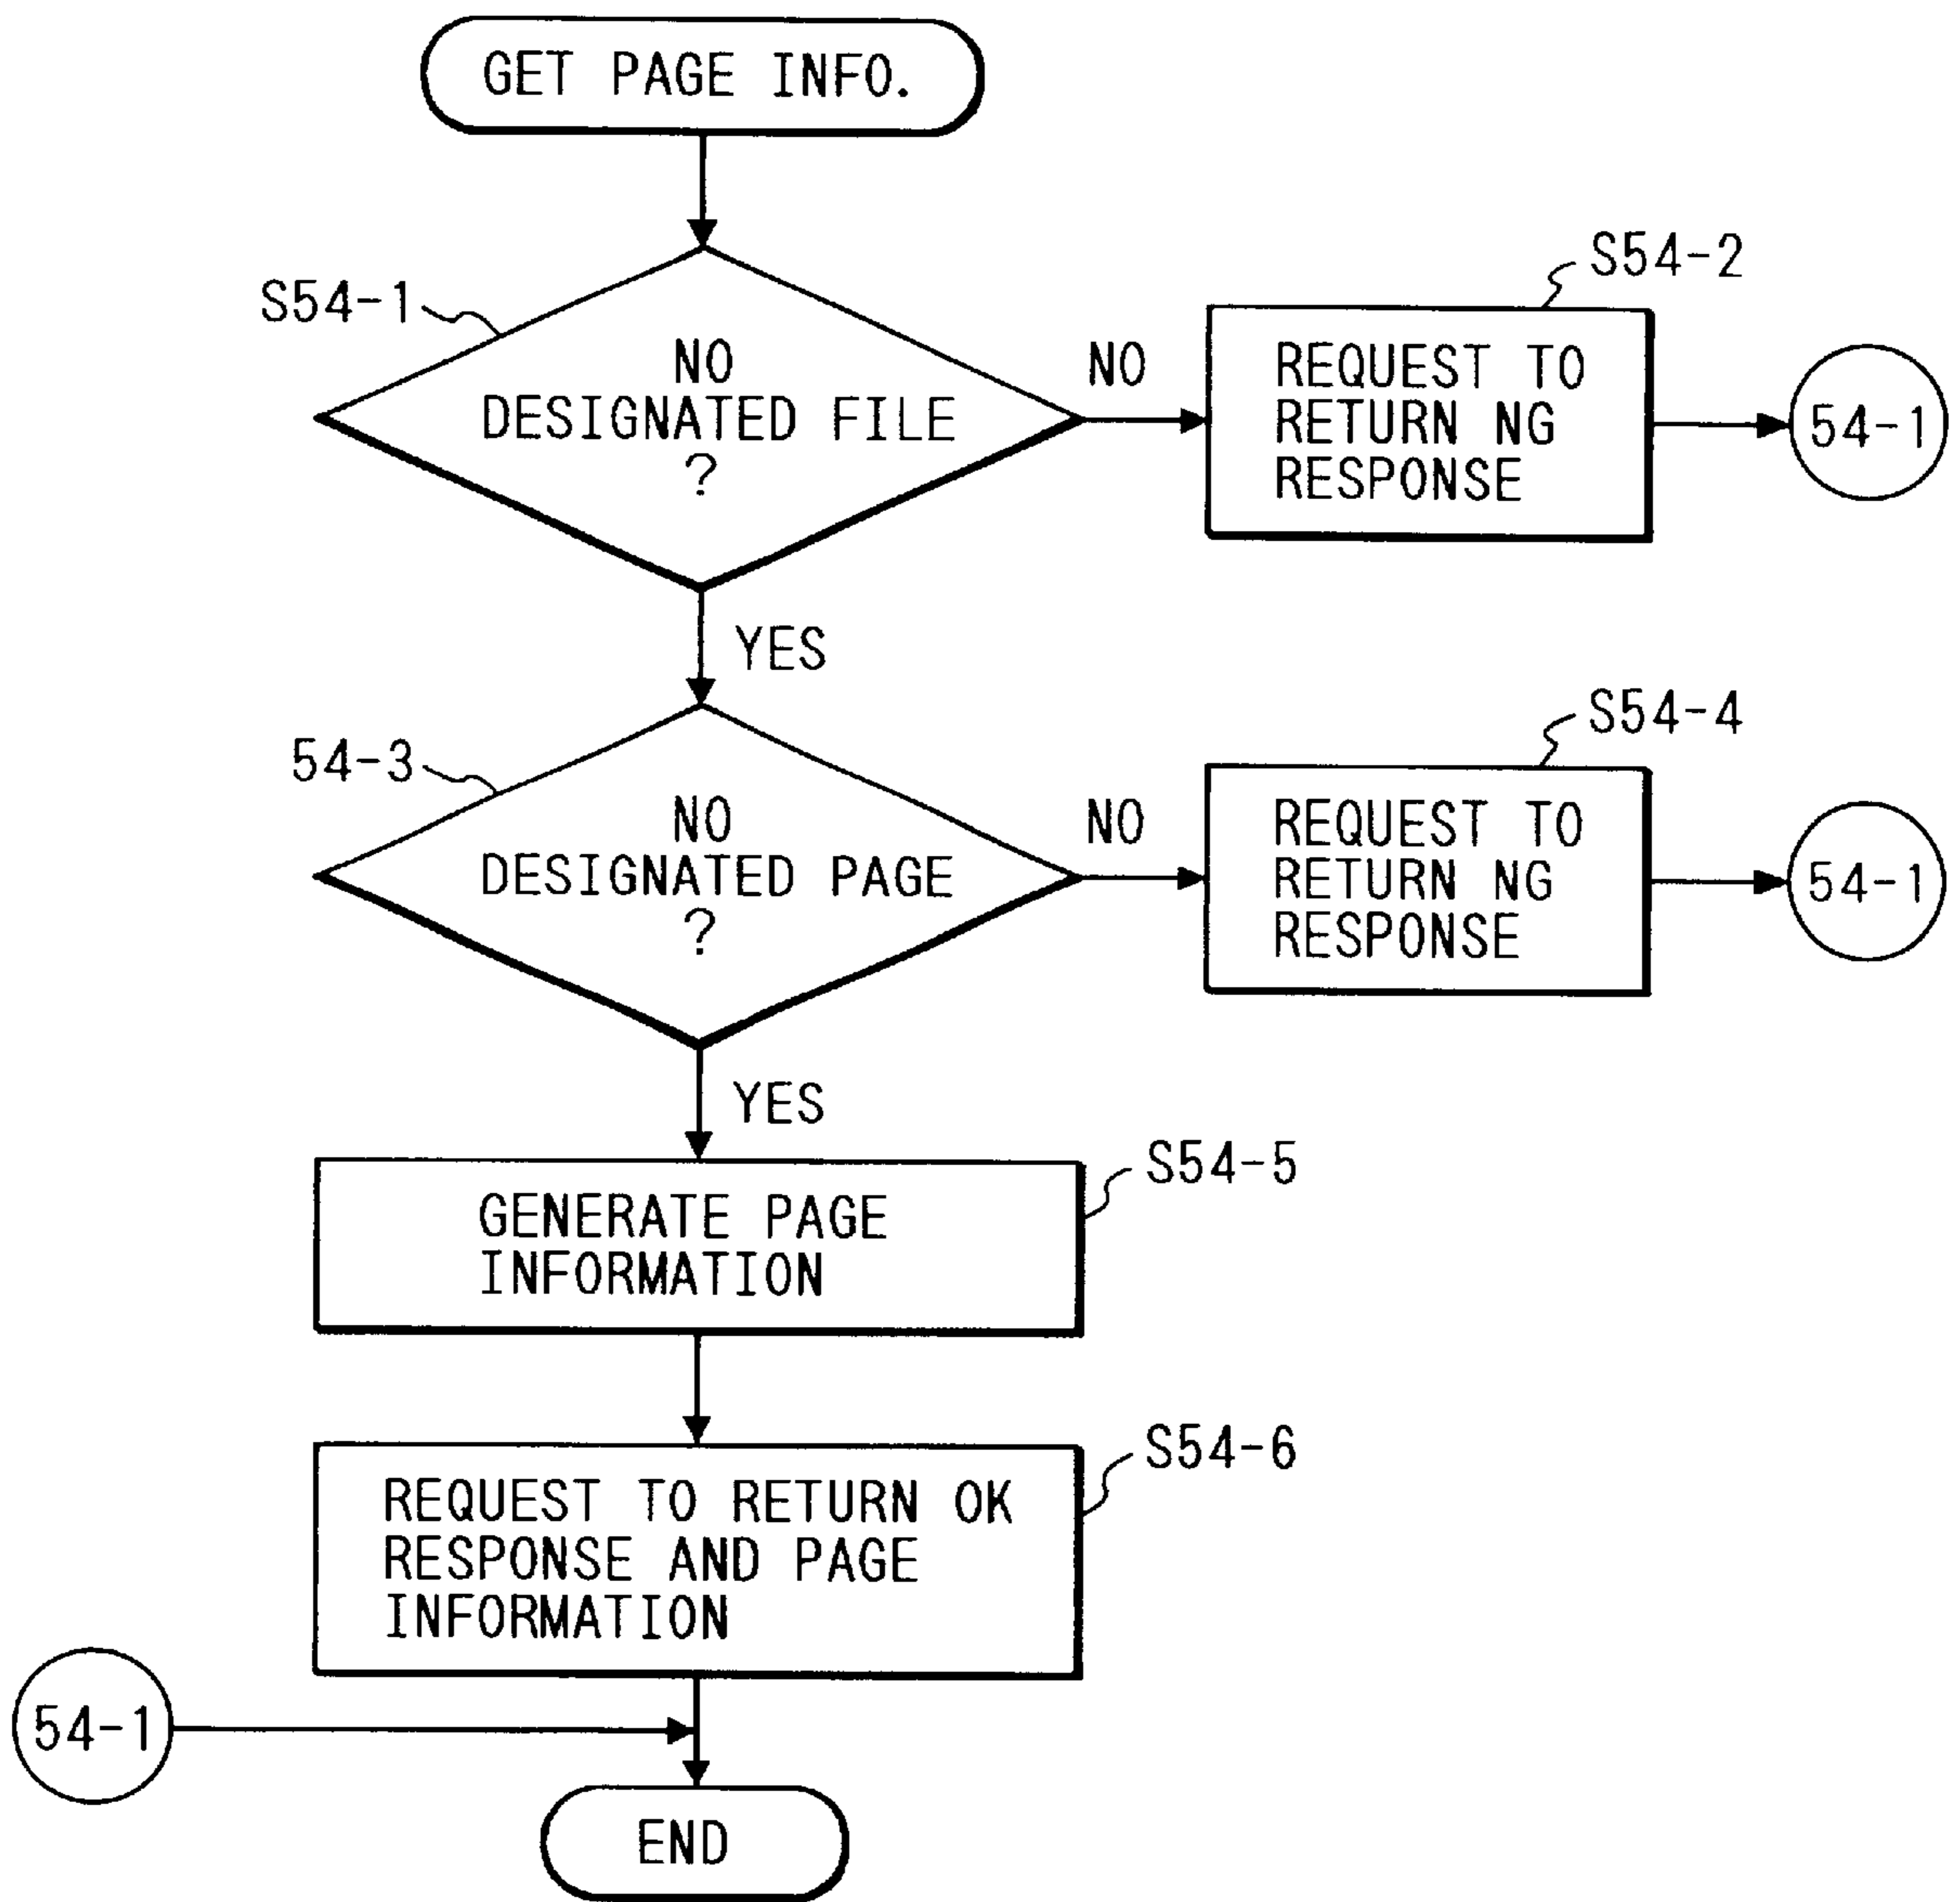 GET PAGE INFO.
S54-1
NO
DESIGNATED FILE
?
NO
S54-2
REQUEST TO
RETURN NG
RESPONSE
54-1
YES
54-3
NO
DESIGNATED PAGE
?
NO
S54-4
REQUEST TO
RETURN NG
RESPONSE
54-1
YES
S54-5
GENERATE PAGE
INFORMATION
S54-6
REQUEST TO RETURN OK
RESPONSE AND PAGE
INFORMATION
54-1
END